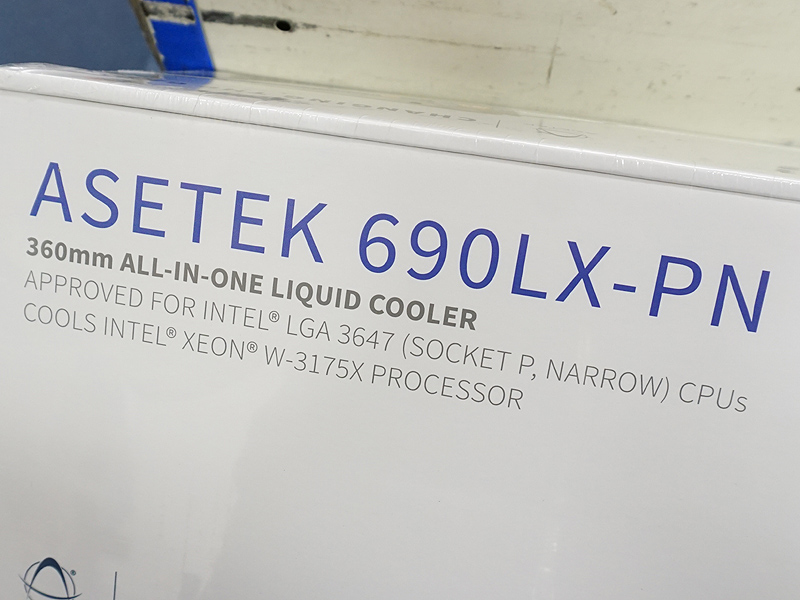 ASETEK 690LX-PN
360mm ALL-IN-ONE LIQUID COOLER
APPROVED FOR INTEL® LGA 3647 (SOCKET P, NARROW) CPUs
COOLS INTEL® XEON® W-3175X PROCESSOR